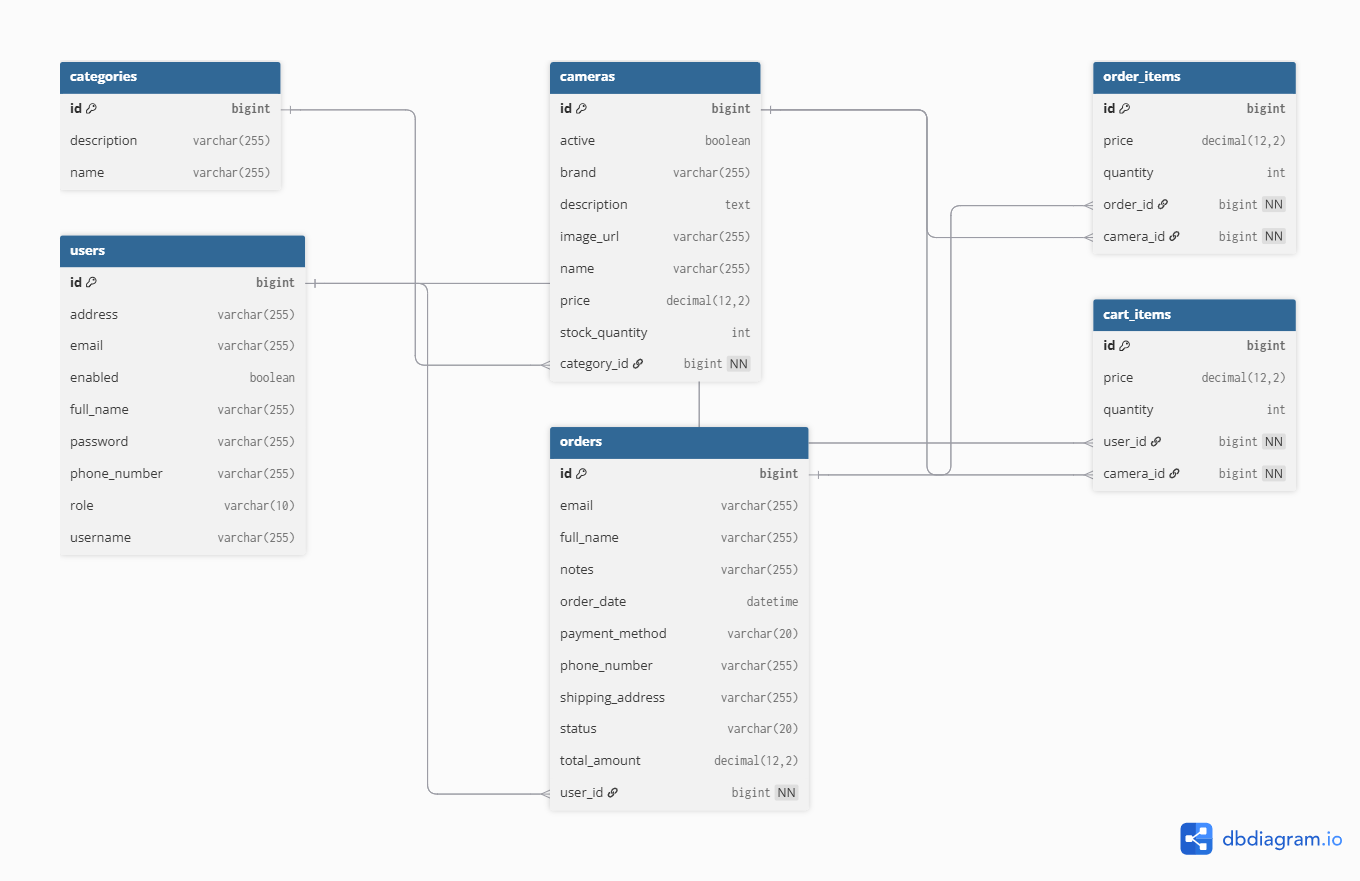 categories
id bigint
description varchar(255)
name varchar(255)
users
id bigint
address varchar(255)
email varchar(255)
enabled boolean
full_name varchar(255)
password varchar(255)
phone_number varchar(255)
role varchar(10)
username varchar(255)
cameras
id bigint
active boolean
brand varchar(255)
description text
image_url varchar(255)
name varchar(255)
price decimal(12,2)
stock_quantity int
category_id bigint NN
orders
id bigint
email varchar(255)
full_name varchar(255)
notes varchar(255)
order_date datetime
payment_method varchar(20)
phone_number varchar(255)
shipping_address varchar(255)
status varchar(20)
total_amount decimal(12,2)
user_id bigint NN
order_items
id bigint
price decimal(12,2)
quantity int
order_id bigint NN
camera_id bigint NN
cart_items
id bigint
price decimal(12,2)
quantity int
user_id bigint NN
camera_id bigint NN
dbdiagram.io